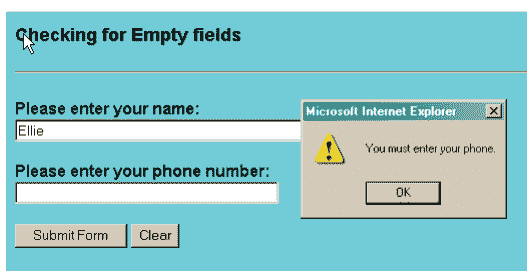 Checking for Empty fields
Please enter your name:
Ellie
Microsoft Internet Explorer
You must enter your phone.
OK
Please enter your phone number:
Submit Form Clear